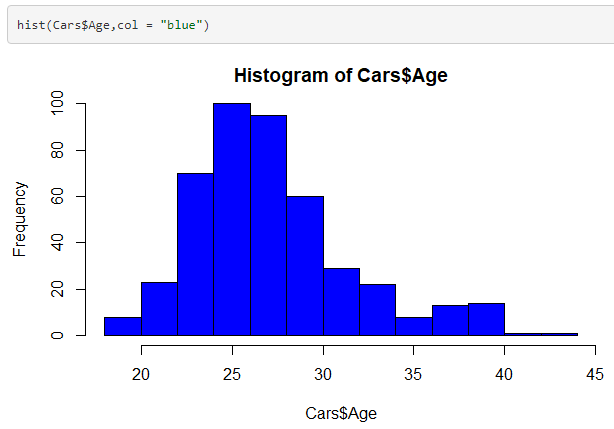 hist(Cars$Age,col = "blue")
Histogram of Cars$Age
Frequency
100
80
60
40
20
0
20 25 30 35 40 45
Cars$Age